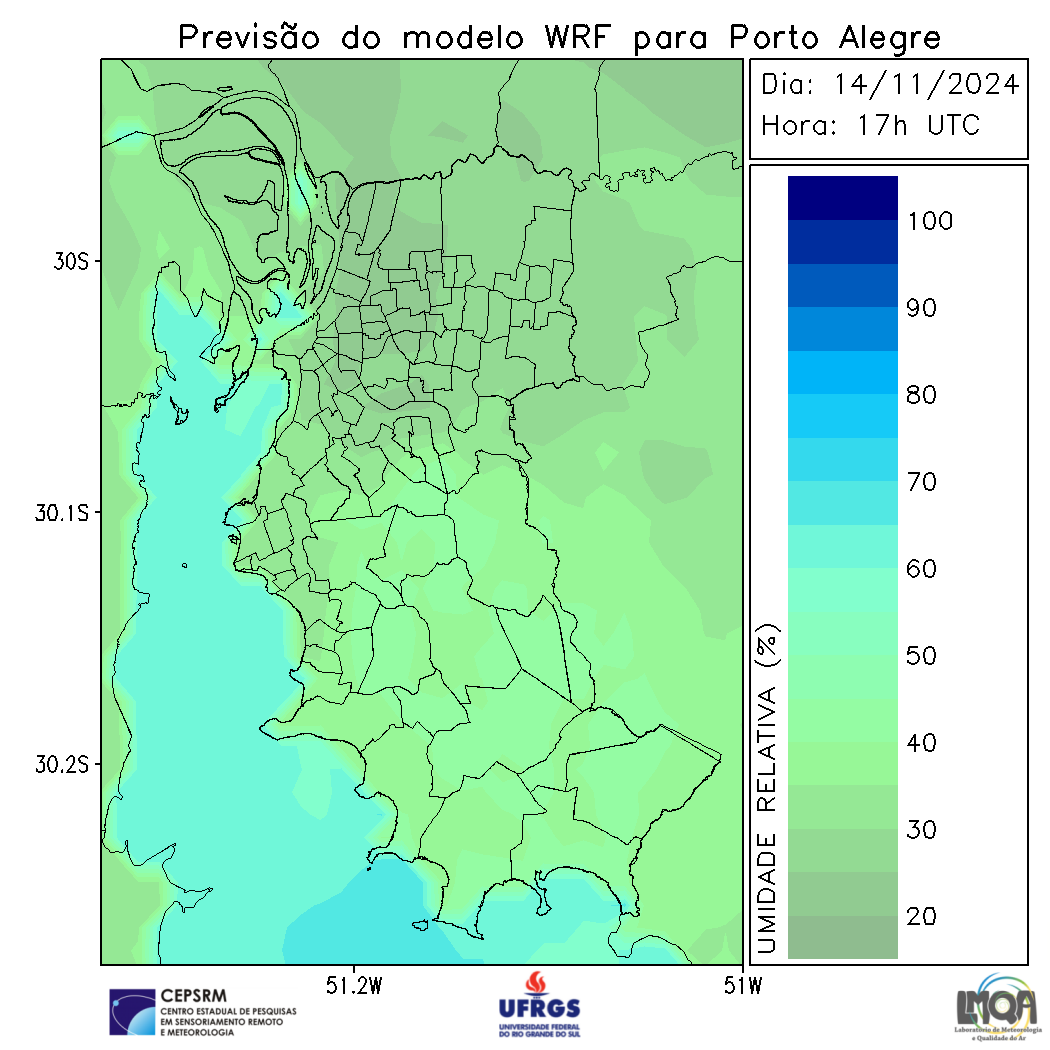 Previsão do modelo WRF para Porto Alegre
Dia: 14/11/2024
Hora: 17h UTC
100
90
80
70
60
50
40
30
20
UMIDADE RELATIVA (%)
30S
30.1S
30.2S
51.2W
51W
CEPSRM
CENTRO ESTADUAL DE PESQUISAS
EM SENSORIAMENTO REMOTO
E METEOROLOGIA
UFRGS
UNIVERSIDADE FEDERAL
DO RIO GRANDE DO SUL
LMQA
Laboratório de Meteorologia
e Qualidade do Ar